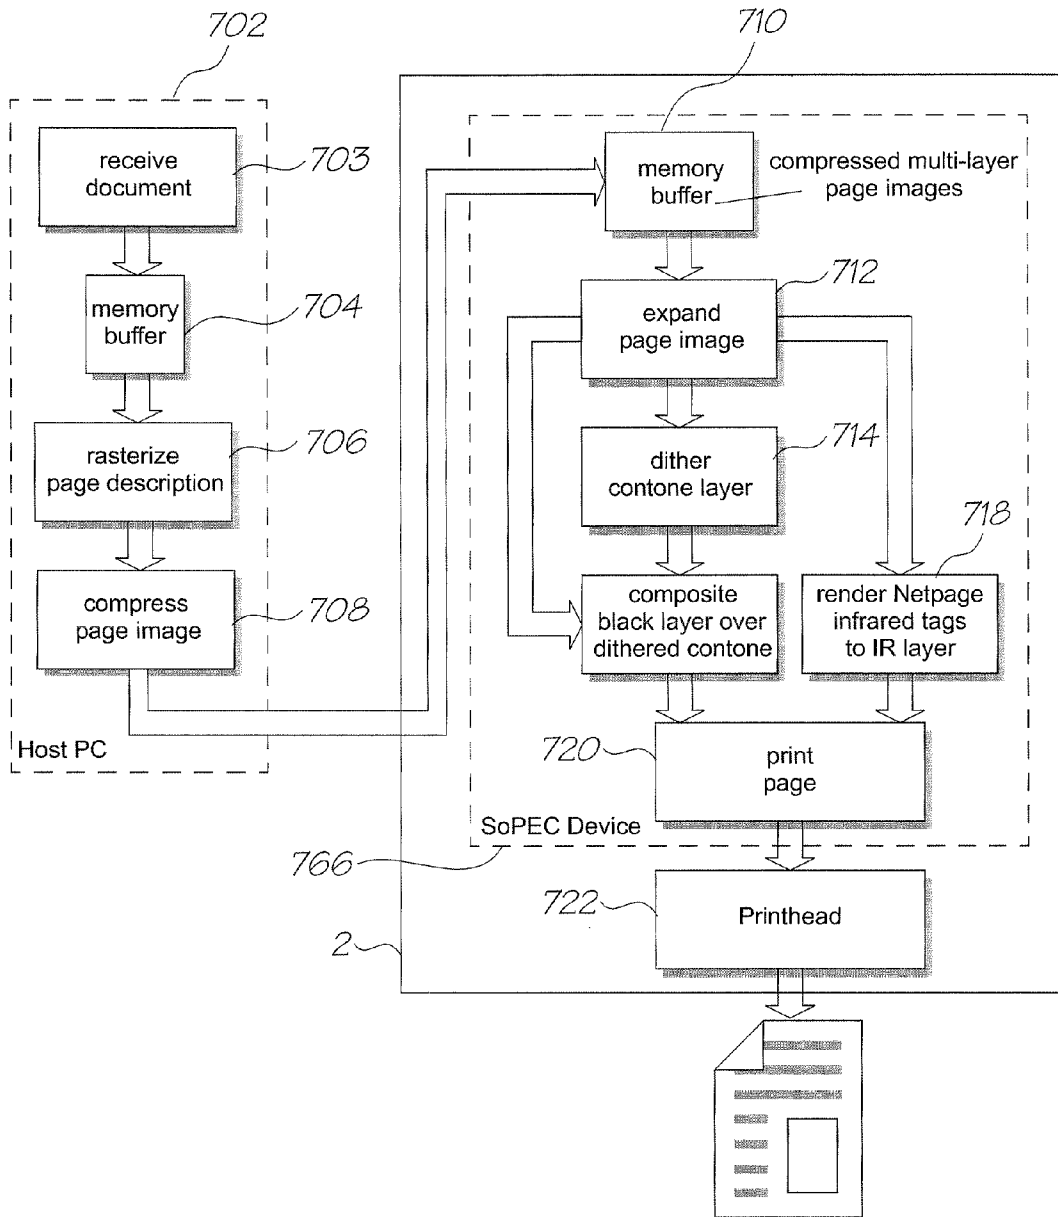 702
710
receive
document
703
memory
buffer
compressed multi-layer
page images
memory
buffer
704
expand
page image
712
rasterize
page description
706
dither
contone layer
714
718
compress
page image
708
composite
black layer over
dithered contone
render Netpage
infrared tags
to IR layer
Host PC
720
print
page
SoPEC Device
766
722
Printhead
2